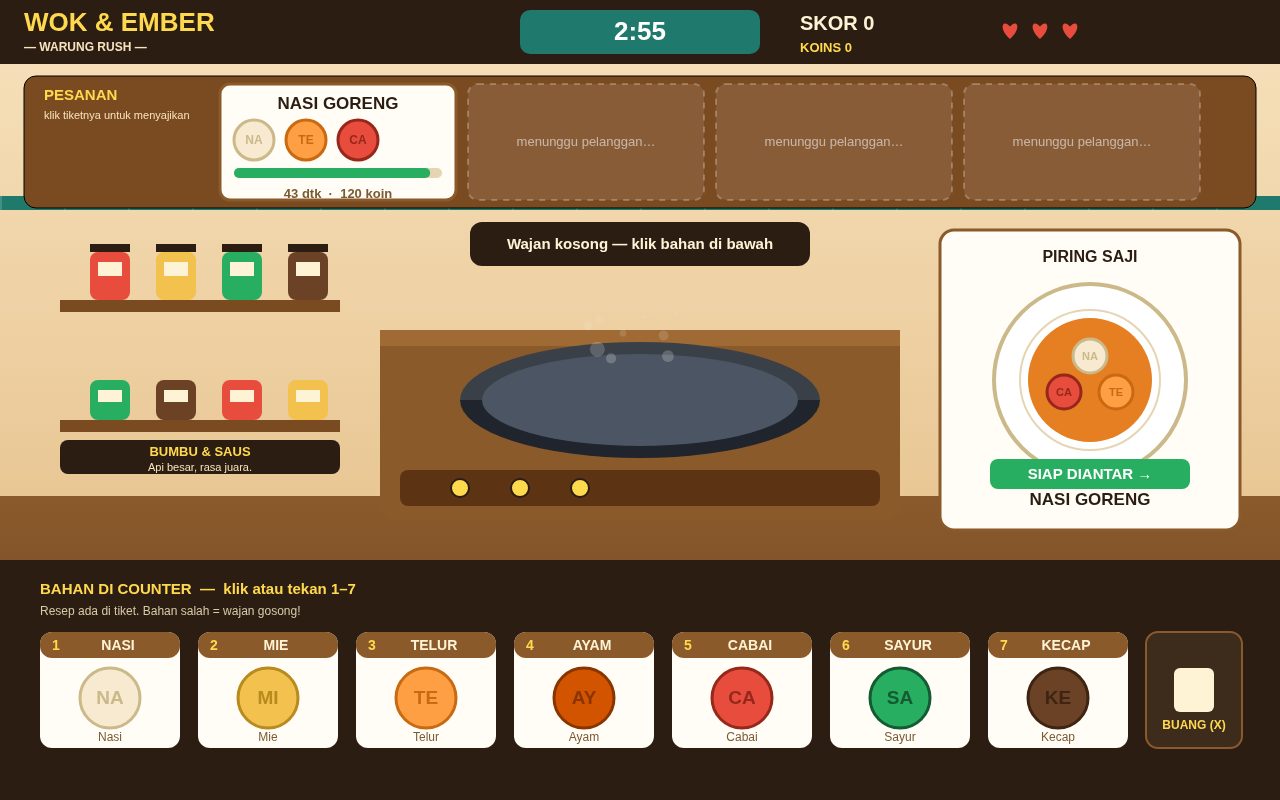 WOK & EMBER
— WARUNG RUSH —
2:55
SKOR 0
KOINS 0
PESANAN
klik tiketnya untuk menyajikan
NASI GORENG
NA TE CA
43 dtk · 120 koin
menunggu pelanggan…
menunggu pelanggan…
menunggu pelanggan…
Wajan kosong — klik bahan di bawah
PIRING SAJI
NA
CA TE
SIAP DIANTAR →
NASI GORENG
BUMBU & SAUS
Api besar, rasa juara.
BAHAN DI COUNTER — klik atau tekan 1–7
Resep ada di tiket. Bahan salah = wajan gosong!
1 NASI
NA
Nasi
2 MIE
MI
Mie
3 TELUR
TE
Telur
4 AYAM
AY
Ayam
5 CABAI
CA
Cabai
6 SAYUR
SA
Sayur
7 KECAP
KE
Kecap
BUANG (X)